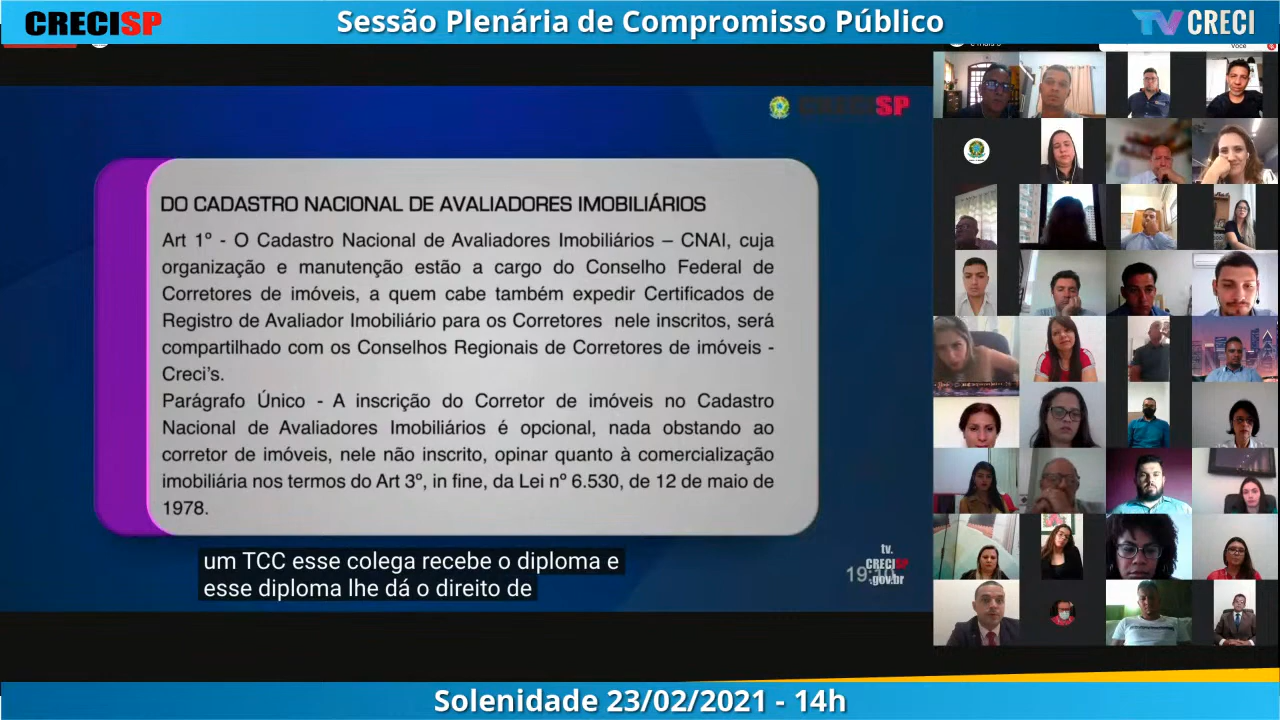 CRECISP
Sessão Plenária de Compromisso Público
TV CRECI
e mais 8
Você
CRECISP
DO CADASTRO NACIONAL DE AVALIADORES IMOBILIÁRIOS
Art 1º - O Cadastro Nacional de Avaliadores Imobiliários – CNAI, cuja
organização e manutenção estão a cargo do Conselho Federal de
Corretores de imóveis, a quem cabe também expedir Certificados de
Registro de Avaliador Imobiliário para os Corretores nele inscritos, será
compartilhado com os Conselhos Regionais de Corretores de imóveis -
Creci's.
Parágrafo Único - A inscrição do Corretor de imóveis no Cadastro
Nacional de Avaliadores Imobiliários é opcional, nada obstando ao
corretor de imóveis, nele não inscrito, opinar quanto à comercialização
imobiliária nos termos do Art 3º, in fine, da Lei nº 6.530, de 12 de maio de
1978.
um TCC esse colega recebe o diploma e
esse diploma lhe dá o direito de
tv.
CRECISP
.gov.br
19:10
Solenidade 23/02/2021 - 14h